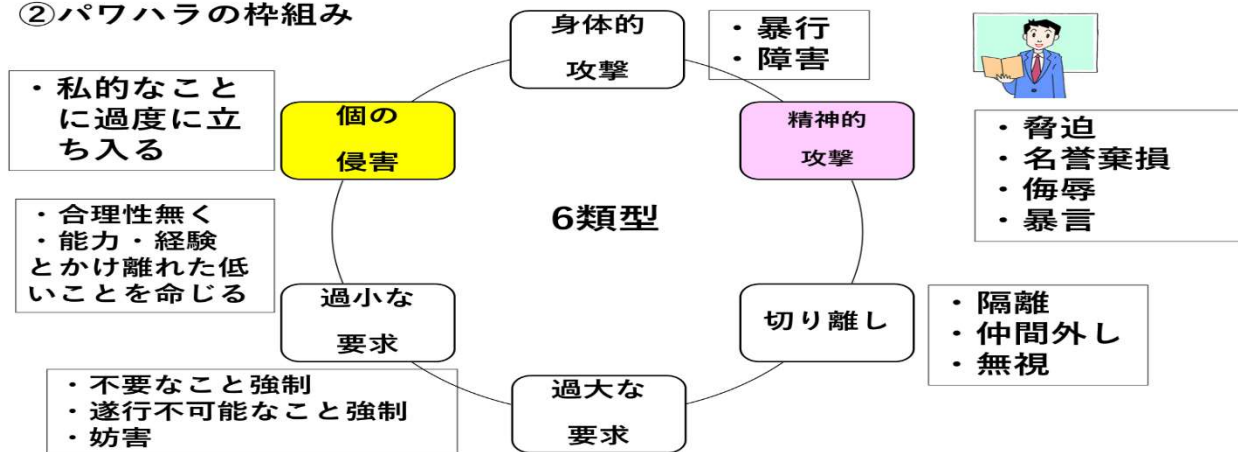 ②パワハラの枠組み
身体的
攻撃
・暴行
・障害
精神的
攻撃
・脅迫
・名誉棄損
・侮辱
・暴言
6類型
切り離し
・隔離
・仲間外し
・無視
過大な
要求
・不要なこと強制
・遂行不可能なこと強制
・妨害
過小な
要求
・合理性無く
・能力・経験
とかけ離れた低
いことを命じる
個の
侵害
・私的なこと
に過度に立
ち入る